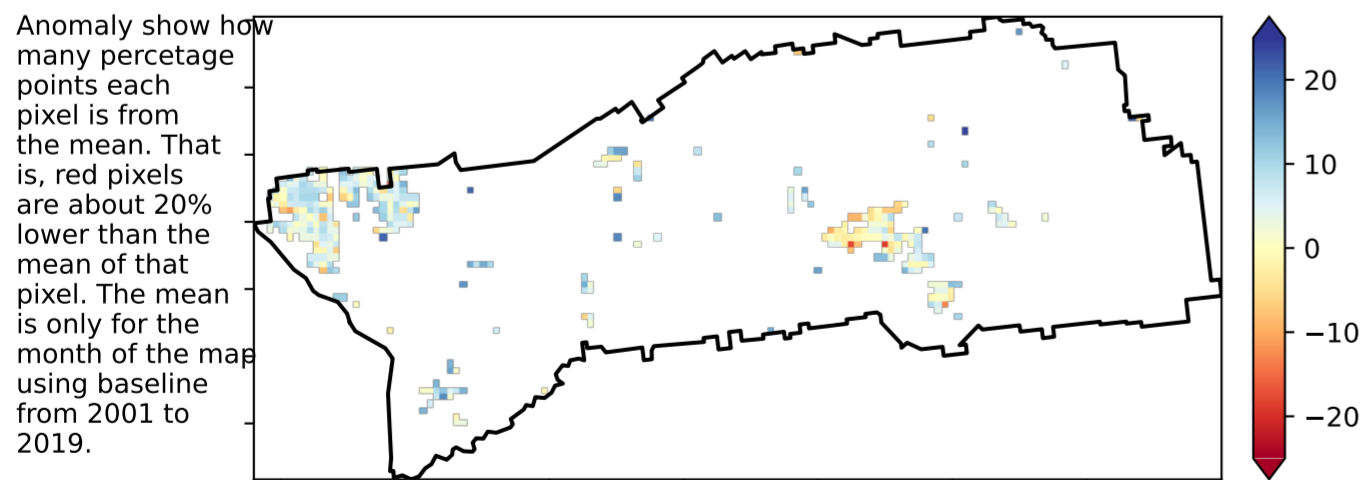 Anomaly show how
many percetage
points each
pixel is from
the mean. That
is, red pixels
are about 20%
lower than the
mean of that
pixel. The mean
is only for the
month of the map
using baseline
from 2001 to
2019.
20
10
0
−10
−20